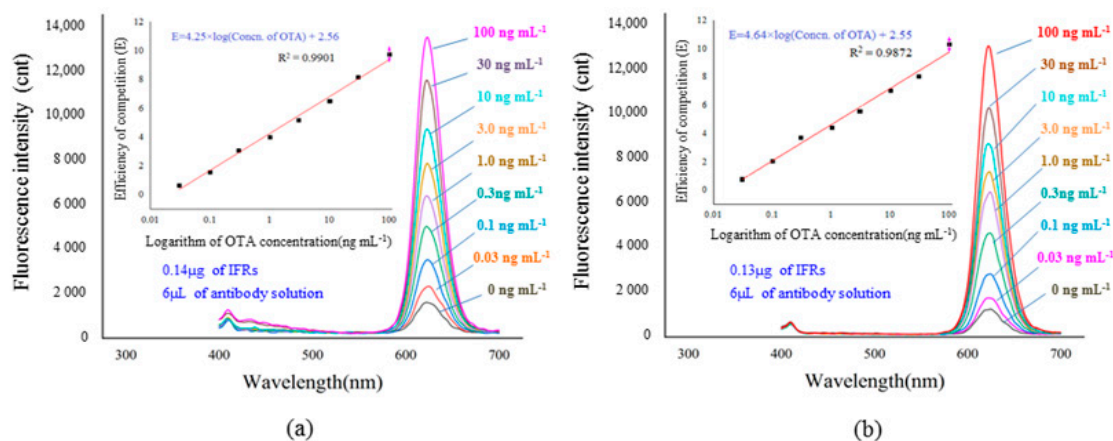 14,000
12,000
10,000
8 000
6 000
4 000
2 000
0
Fluorescence intensity (cnt)
300
400
500
600
700
Wavelength(nm)
E=4.25×log(Concn. of OTA) + 2.56
R² = 0.9901
12
10
8
6
4
2
0
Efficiency of competition (E)
0.01
0.1
1
10
100
Logarithm of OTA concentration(ng mL⁻¹)
0.14µg of IFRs
6µL of antibody solution
100 ng mL⁻¹
30 ng mL⁻¹
10 ng mL⁻¹
3.0 ng mL⁻¹
1.0 ng mL⁻¹
0.3ng mL⁻¹
0.1 ng mL⁻¹
0.03 ng mL⁻¹
0 ng mL⁻¹
(a)
14,000
12,000
10,000
8 000
6 000
4 000
2 000
0
Fluorescence intensity (cnt)
300
400
500
600
700
Wavelength(nm)
E=4.64×log(Concn. of OTA) + 2.55
R² = 0.9872
12
10
8
6
4
2
0
Efficiency of competition (E)
0.01
0.1
1
10
100
Logarithm of OTA concentration(ng mL⁻¹)
0.13µg of IFRs
6µL of antibody solution
100 ng mL⁻¹
30 ng mL⁻¹
10 ng mL⁻¹
3.0 ng mL⁻¹
1.0 ng mL⁻¹
0.3ng mL⁻¹
0.1 ng mL⁻¹
0.03 ng mL⁻¹
0 ng mL⁻¹
(b)